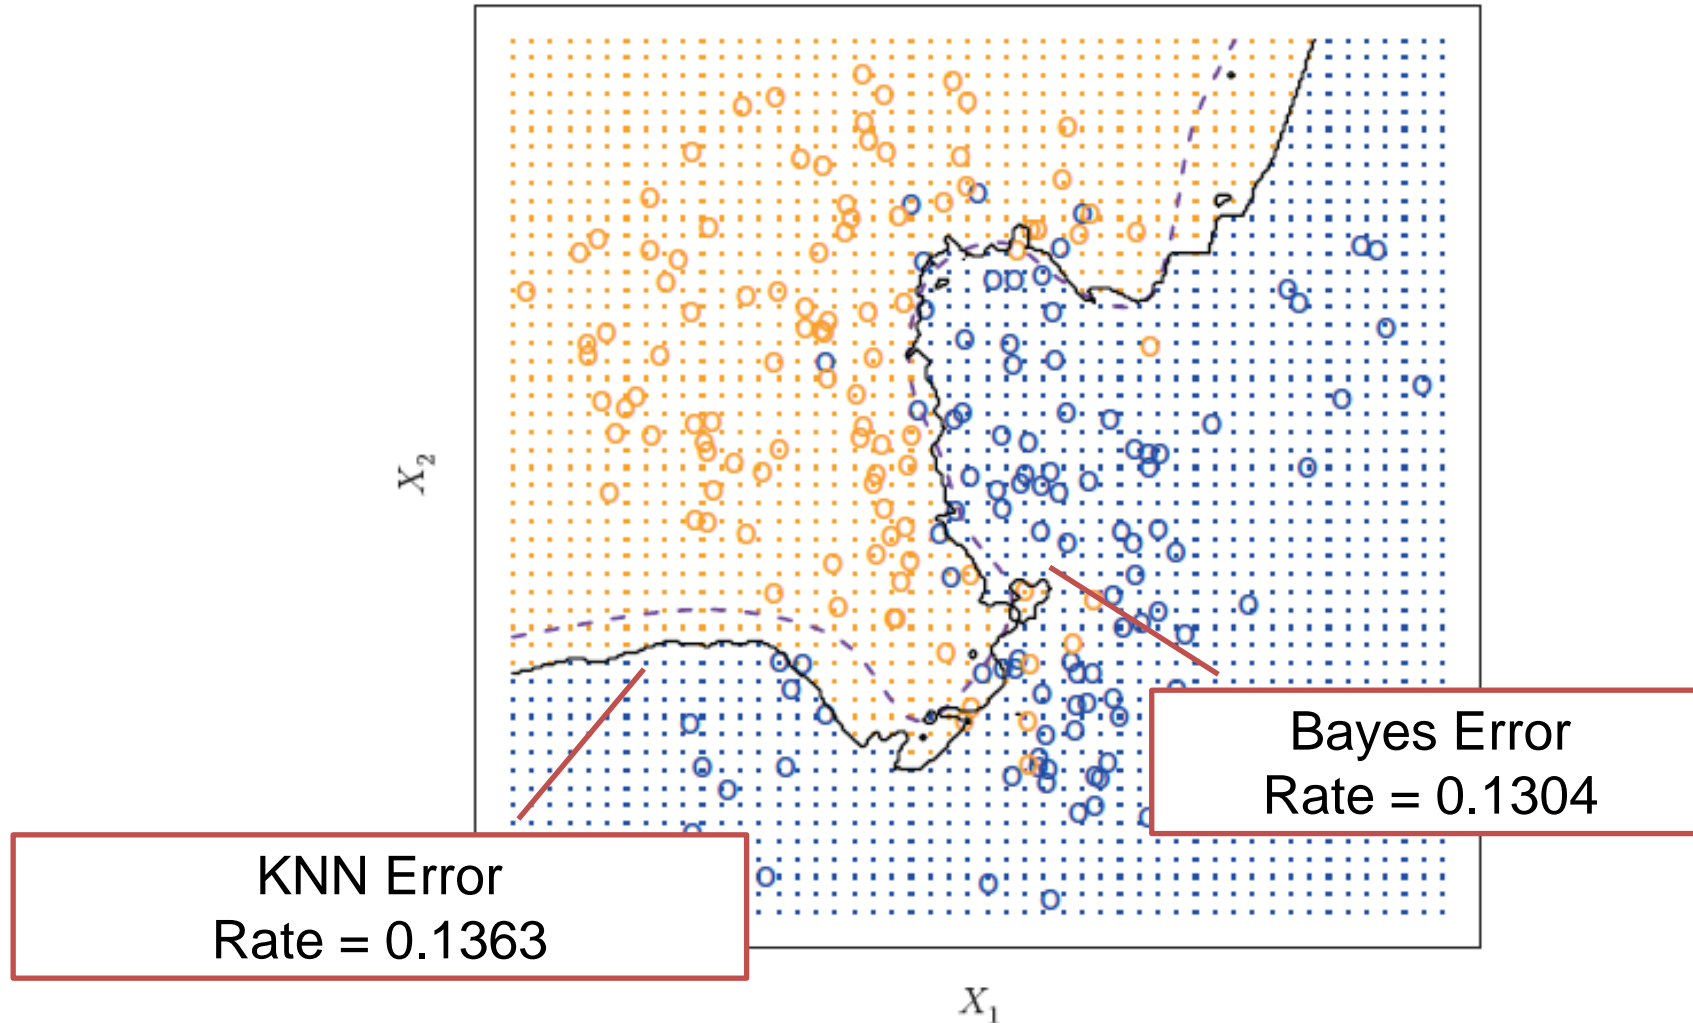 X2
Bayes Error
Rate = 0.1304
KNN Error
Rate = 0.1363
X1